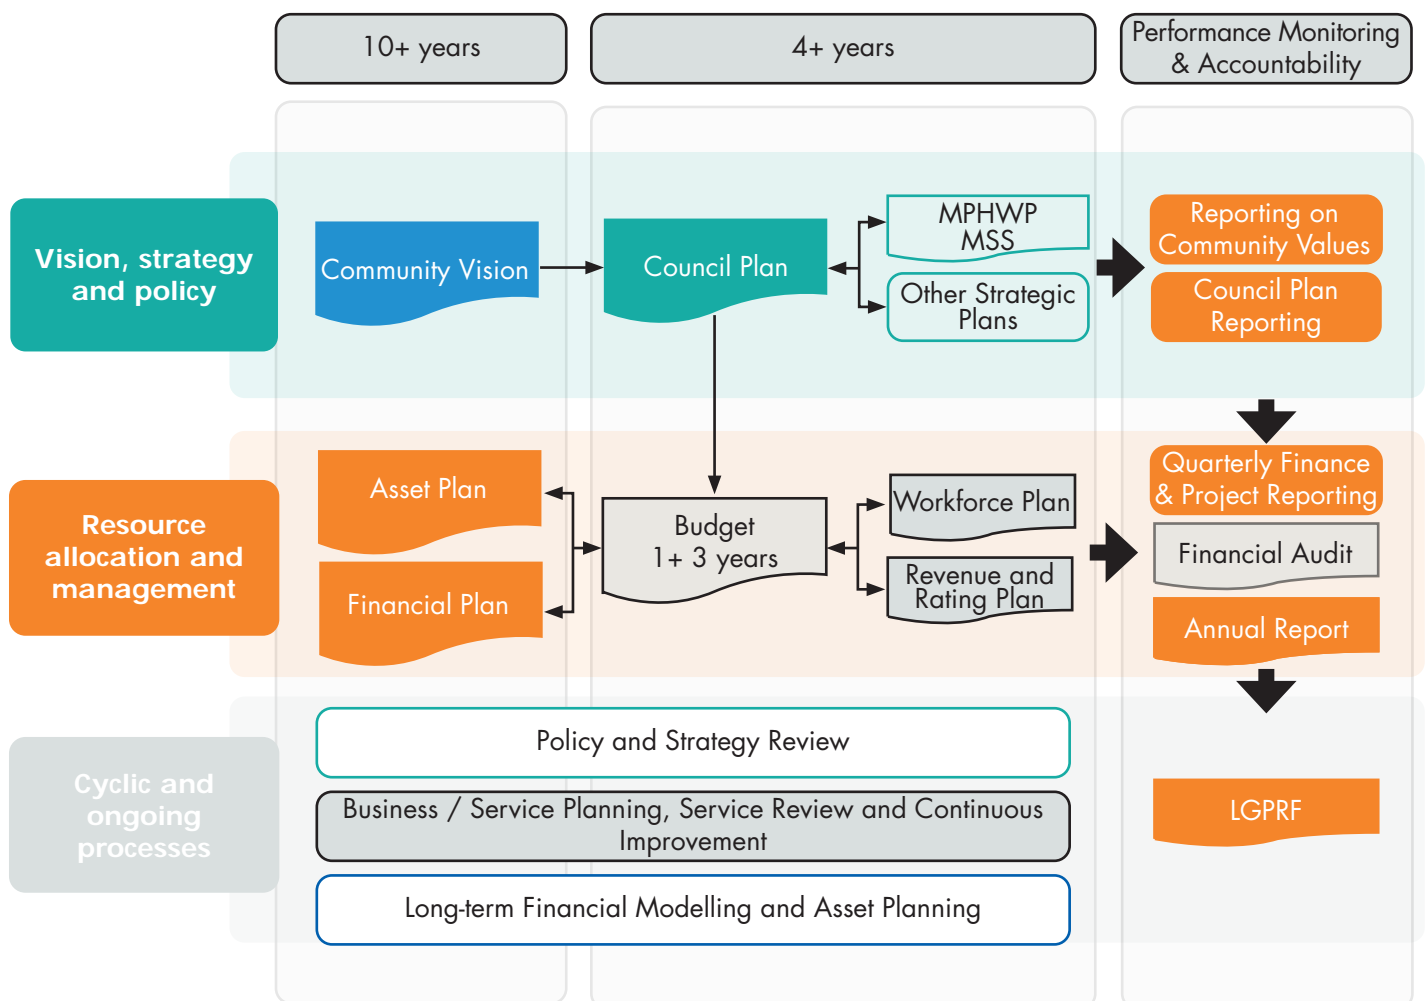 10+ years
4+ years
Performance Monitoring
& Accountability
Vision, strategy
and policy
Community Vision
Council Plan
MPHWP
MSS
Other Strategic
Plans
Reporting on
Community Values
Council Plan
Reporting
Resource
allocation and
management
Asset Plan
Financial Plan
Budget
1+ 3 years
Workforce Plan
Revenue and
Rating Plan
Quarterly Finance
& Project Reporting
Financial Audit
Annual Report
Cyclic and
ongoing
processes
Policy and Strategy Review
Business / Service Planning, Service Review and Continuous
Improvement
Long-term Financial Modelling and Asset Planning
LGPRF